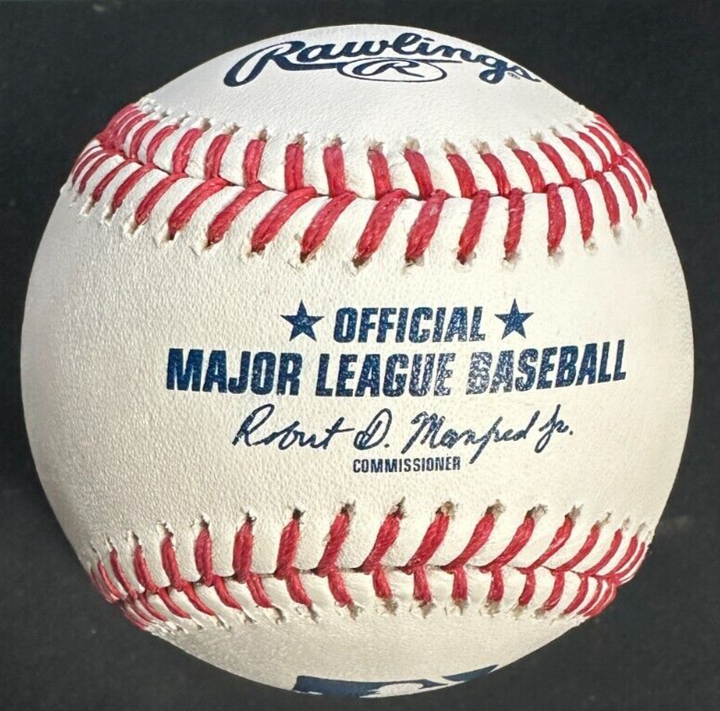 Rawlings
R
★ OFFICIAL ★
MAJOR LEAGUE BASEBALL
Robert D. Manfred Jr.
COMMISSIONER